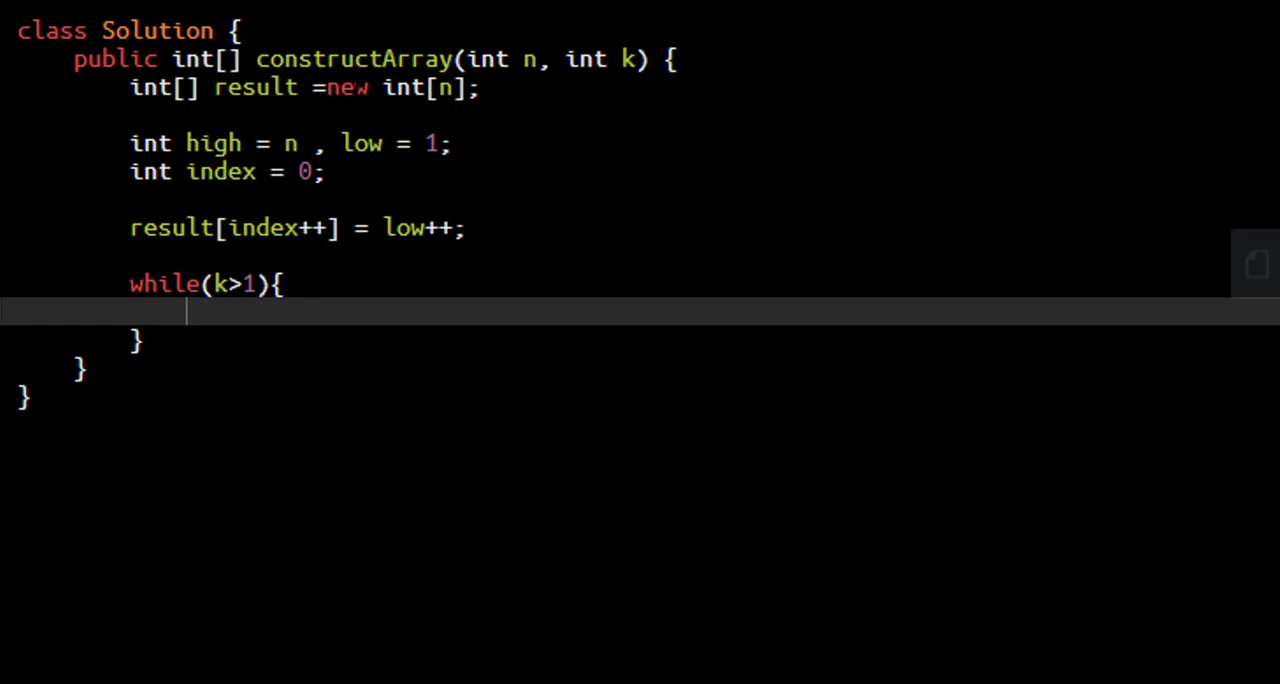 class Solution {
    public int[] constructArray(int n, int k) {
        int[] result =new int[n];
        int high = n , low = 1;
        int index = 0;
        result[index++] = low++;
        while(k>1){
        }
    }
}